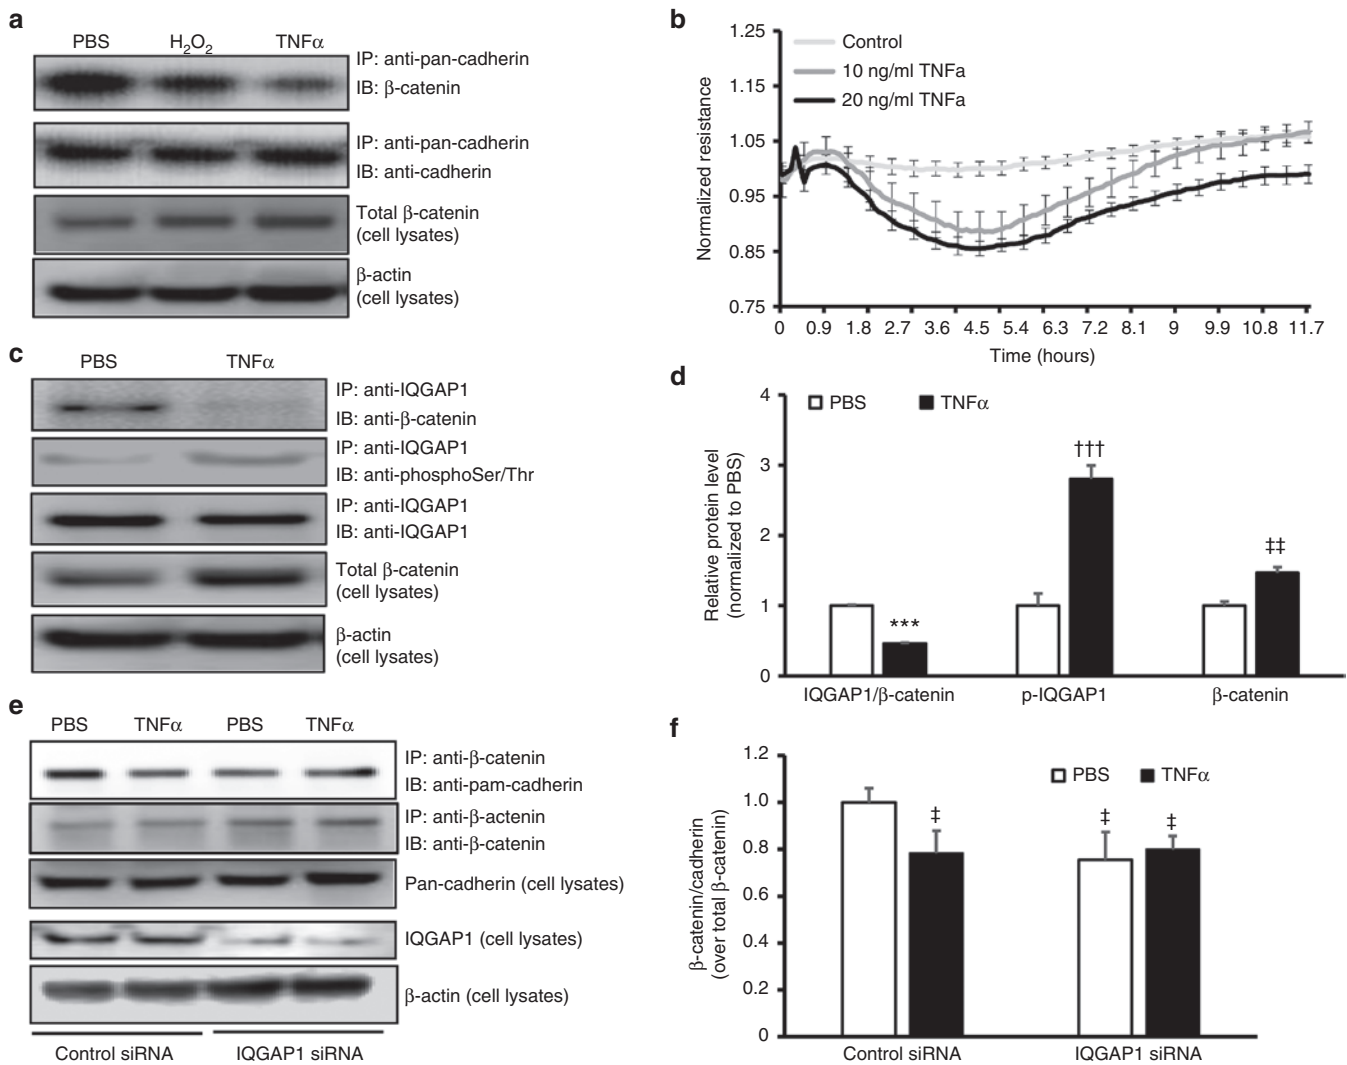 a
PBS H2O2 TNFα
IP: anti-pan-cadherin
IB: β-catenin
IP: anti-pan-cadherin
IB: anti-cadherin
Total β-catenin
(cell lysates)
β-actin
(cell lysates)
b
1.25
1.15
1.05
0.95
0.85
0.75
Normalized resistance
Control
10 ng/ml TNFa
20 ng/ml TNFa
0 0.9 1.8 2.7 3.6 4.5 5.4 6.3 7.2 8.1 9 9.9 10.8 11.7
Time (hours)
c
PBS TNFα
IP: anti-IQGAP1
IB: anti-β-catenin
IP: anti-IQGAP1
IB: anti-phosphoSer/Thr
IP: anti-IQGAP1
IB: anti-IQGAP1
Total β-catenin
(cell lysates)
β-actin
(cell lysates)
d
4
3
2
1
0
Relative protein level
(normalized to PBS)
PBS TNFα
***
†††
‡‡
IQGAP1/β-catenin p-IQGAP1 β-catenin
e
PBS TNFα PBS TNFα
IP: anti-β-catenin
IB: anti-pam-cadherin
IP: anti-β-actenin
IB: anti-β-catenin
Pan-cadherin (cell lysates)
IQGAP1 (cell lysates)
β-actin (cell lysates)
Control siRNA IQGAP1 siRNA
f
1.2
1.0
0.8
0.6
0.4
0.2
0
β-catenin/cadherin
(over total β-catenin)
PBS TNFα
‡ ‡ ‡
Control siRNA IQGAP1 siRNA